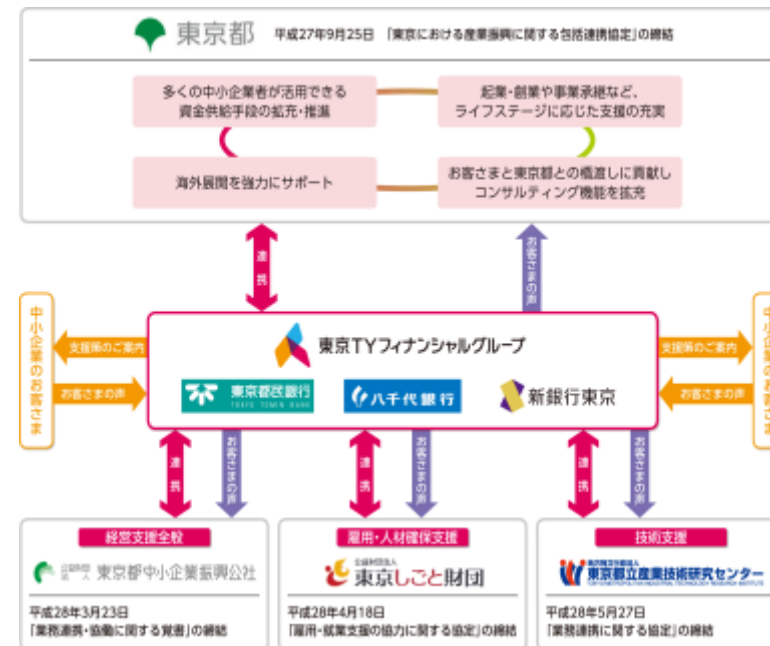 東京都
平成27年9月25日 「東京における産業振興に関する包括連携協定」の締結
多くの中小企業者が活用できる
資金供給手段の拡充・推進
起業・創業や事業承継など、
ライフステージに応じた支援の充実
海外展開を強力にサポート
お客さまと東京都との橋渡しに貢献し
コンサルティング機能を拡充
連携
お客さまの声
中小企業のお客さま
支援策のご案内
お客さまの声
東京TYフィナンシャルグループ
東京都民銀行
TOKYO TOMIN BANK
八千代銀行
新銀行東京
支援策のご案内
お客さまの声
中小企業のお客さま
連携
お客さまの声
連携
お客さまの声
連携
お客さまの声
経営支援全般
東京都中小企業振興公社
平成28年3月23日
「業務連携・協働に関する覚書」の締結
雇用・人材確保支援
公益財団法人
東京しごと財団
平成28年4月18日
「雇用・就業支援の協力に関する協定」の締結
技術支援
東京都立産業技術研究センター
平成28年5月27日
「業務連携に関する協定」の締結